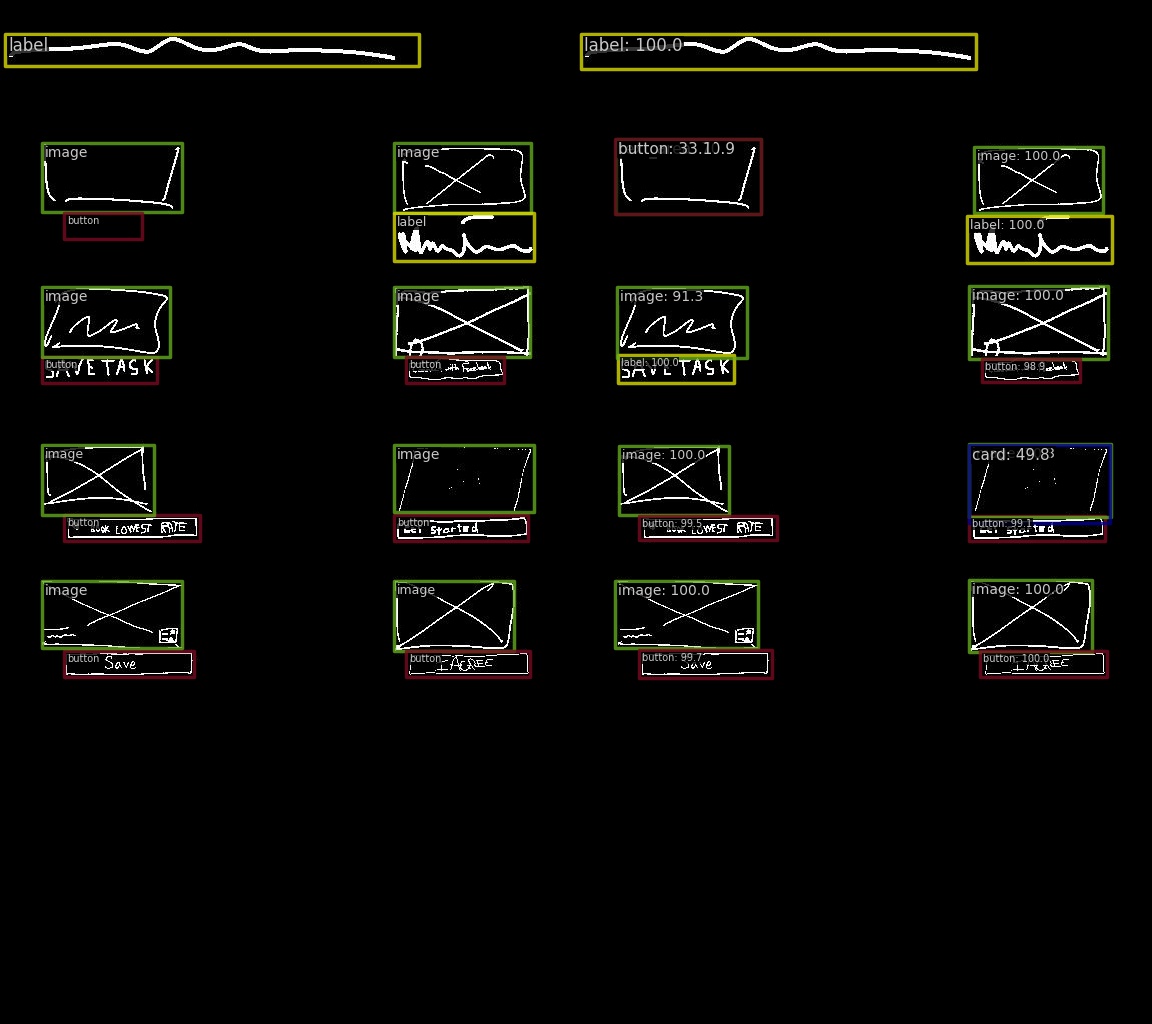 label label: 100.0
image image button: 33.10.9 image: 100.0
button label label: 100.0
image image image: 91.3 image: 100.0
button SAVE TASK button with Facebook label: 100.0 SAVE TASK button: 98.9
image image image: 100.0 card: 49.8
button LOWEST RATE button Get Started button: 99.5 LOWEST RATE button: 99.1 Started
image image image: 100.0 image: 100.0
button Save button I AGREE button: 99.7 Save button: 100.0